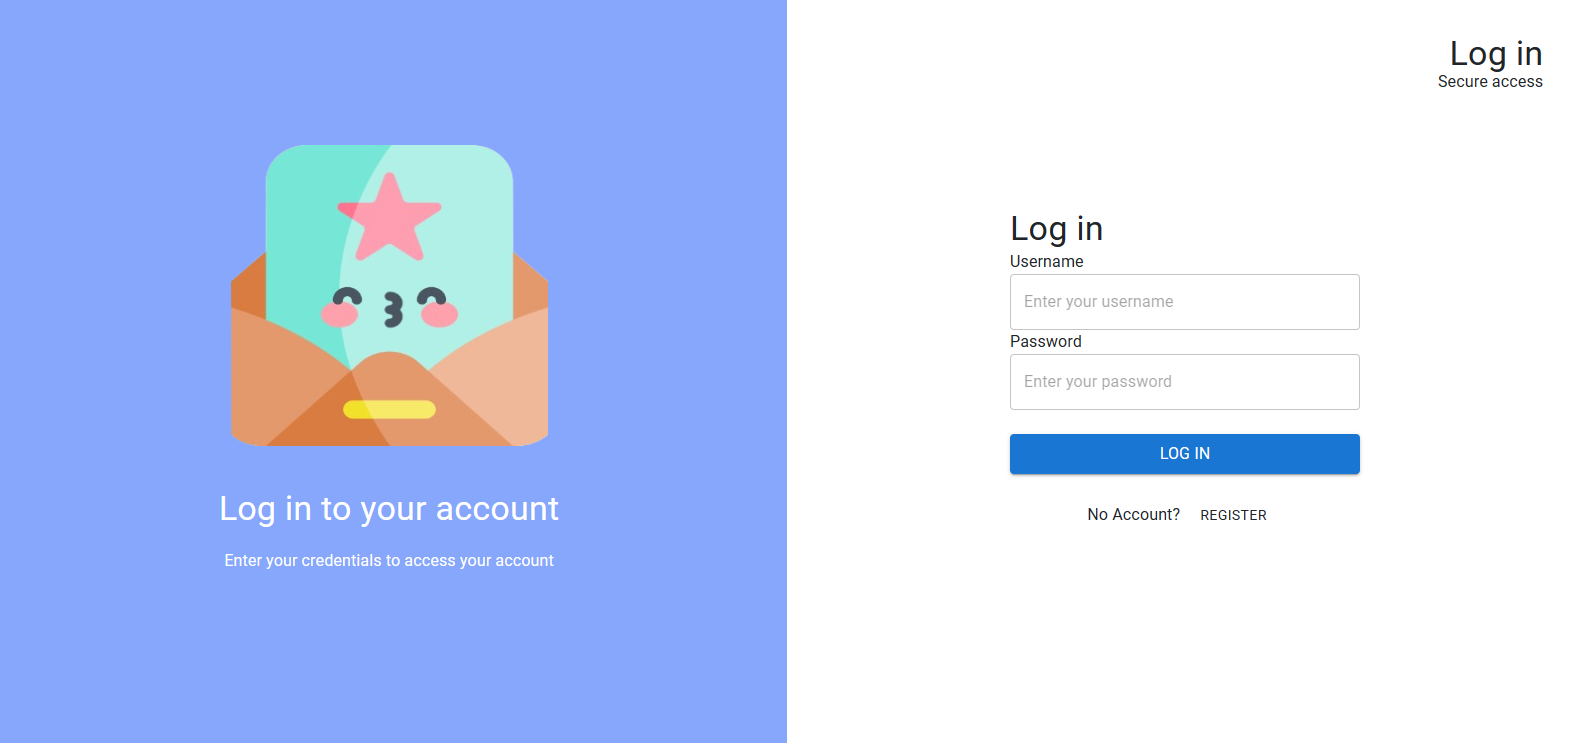 Log in to your account
Enter your credentials to access your account
Log in
Secure access
Log in
Username
Enter your username
Password
Enter your password
LOG IN
No Account? REGISTER